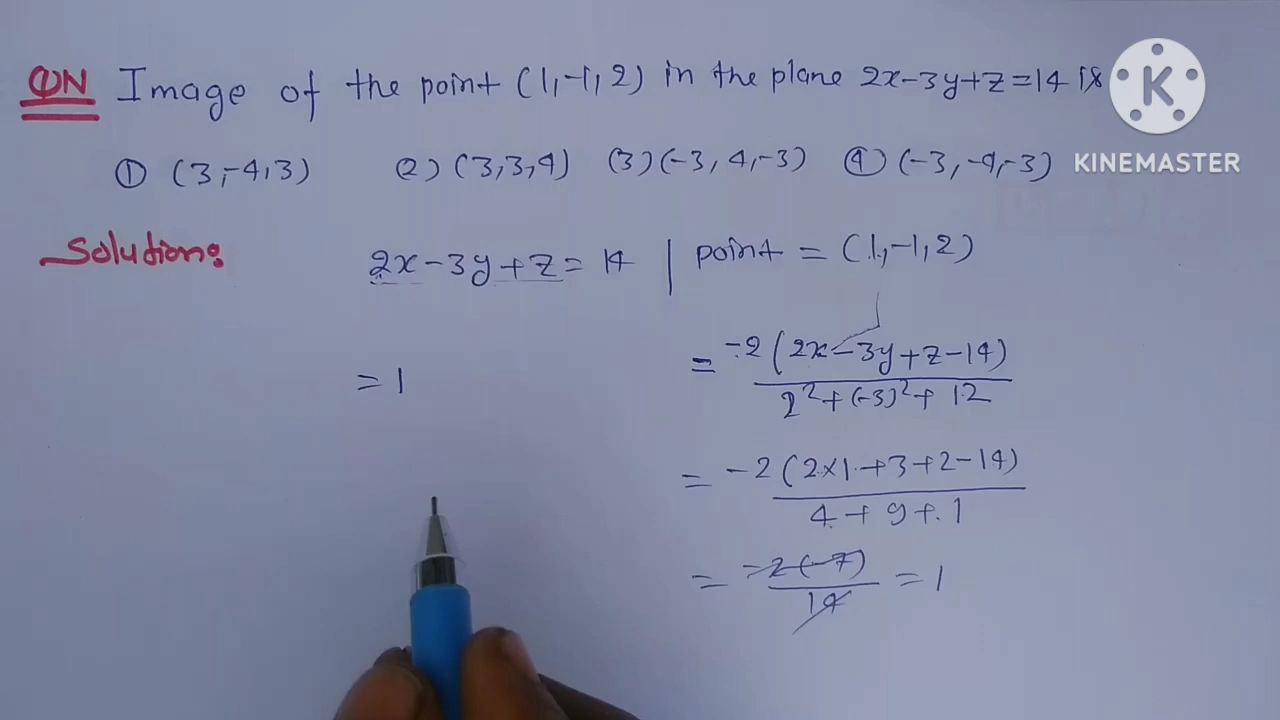 QN Image of the point (1,-1,2) in the plane 2x-3y+z=14 is
① (3,-4,3) (2) (3,3,4) (3) (-3, 4,-3) ④ (-3,-4,-3)
K
KINEMASTER
Solution: 2x-3y+z=14 | point = (1,-1,2)
= -2(2x-3y+z-14)
2²+(-3)²+12
= 1
= -2(2×1+3+2-14)
4+9+1
= -2(-7)
14
= 1